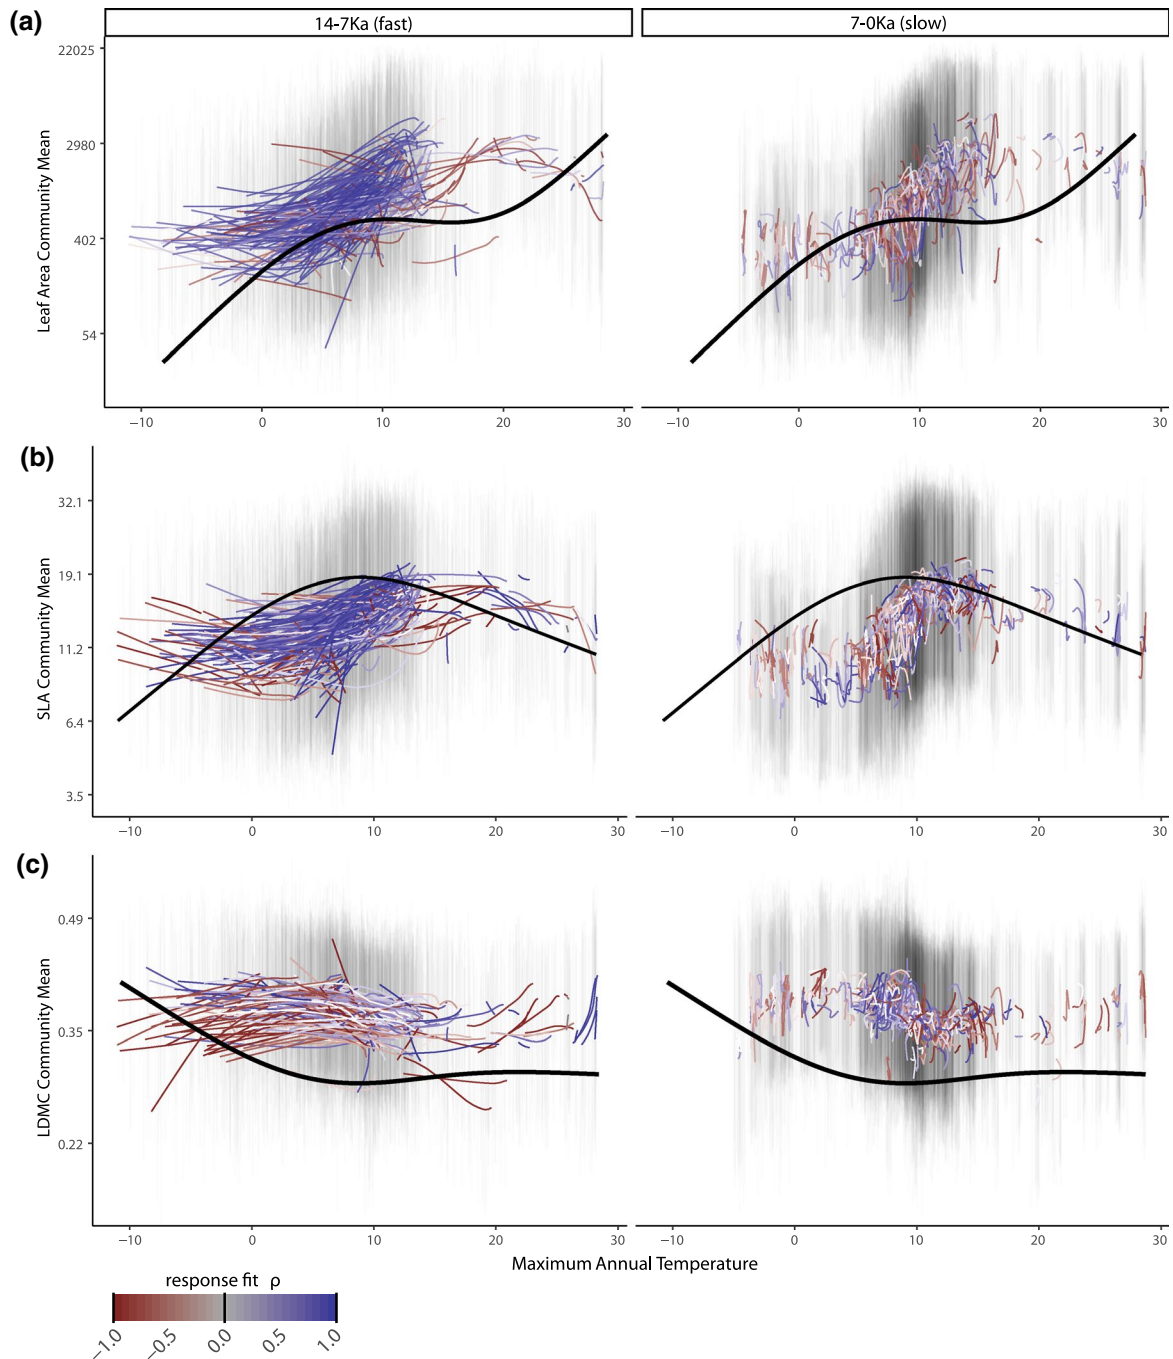 (a)
14-7Ka (fast)
7-0Ka (slow)
Leaf Area Community Mean
22025
2980
402
54
−10 0 10 20 30
−10 0 10 20 30
(b)
SLA Community Mean
32.1
19.1
11.2
6.4
3.5
−10 0 10 20 30
−10 0 10 20 30
(c)
LDMC Community Mean
0.49
0.35
0.22
−10 0 10 20 30
−10 0 10 20 30
Maximum Annual Temperature
response fit ρ
−1.0 −0.5 0.0 0.5 1.0